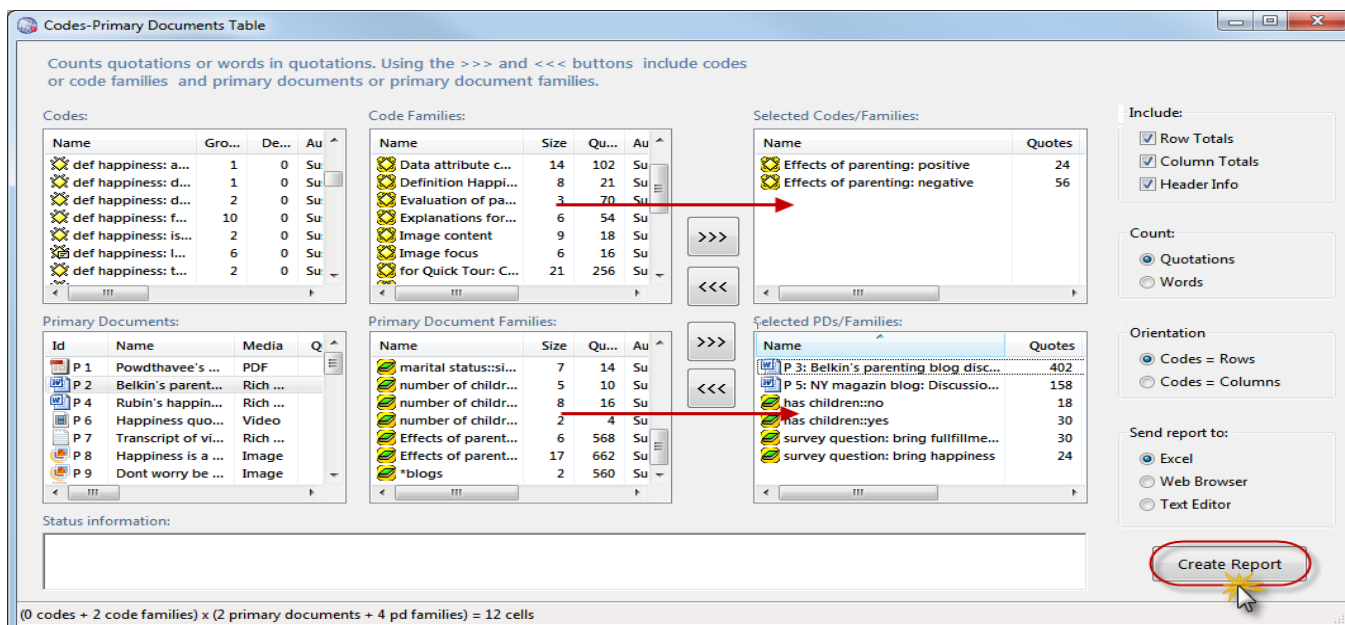 Codes-Primary Documents Table
Counts quotations or words in quotations. Using the >>> and <<< buttons include codes
or code families and primary documents or primary document families.
Codes:
Name Gro... De... Au
def happiness: a... 1 0 Su
def happiness: d... 1 0 Su
def happiness: d... 2 0 Su
def happiness: f... 10 0 Su
def happiness: is... 2 0 Su
def happiness: l... 6 0 Su
def happiness: t... 2 0 Su
Code Families:
Name Size Qu... Au
Data attribute c... 14 102 Su
Definition Happi... 8 21 Su
Evaluation of pa... 3 70 Su
Explanations for... 6 54 Su
Image content 9 18 Su
Image focus 6 16 Su
for Quick Tour: C... 21 256 Su
>>>
<<<
Selected Codes/Families:
Name Quotes
Effects of parenting: positive 24
Effects of parenting: negative 56
Primary Documents:
Id Name Media Q
P 1 Powdthavee's ... PDF
P 2 Belkin's parent... Rich ...
P 4 Rubin's happin... Rich ...
P 6 Happiness quo... Video
P 7 Transcript of vi... Rich ...
P 8 Happiness is a ... Image
P 9 Dont worry be ... Image
Primary Document Families:
Name Size Qu... Au
marital status::si... 7 14 Su
number of childr... 5 10 Su
number of childr... 8 16 Su
number of childr... 2 4 Su
Effects of parent... 6 568 Su
Effects of parent... 17 662 Su
*blogs 2 560 Su
>>>
<<<
Selected PDs/Families:
Name Quotes
P 3: Belkin's parenting blog disc... 402
P 5: NY magazin blog: Discussio... 158
has children::no 18
has children::yes 30
survey question: bring fullfillme... 30
survey question: bring happiness 24
Include:
Row Totals
Column Totals
Header Info
Count:
Quotations
Words
Orientation
Codes = Rows
Codes = Columns
Send report to:
Excel
Web Browser
Text Editor
Create Report
Status information:
(0 codes + 2 code families) x (2 primary documents + 4 pd families) = 12 cells